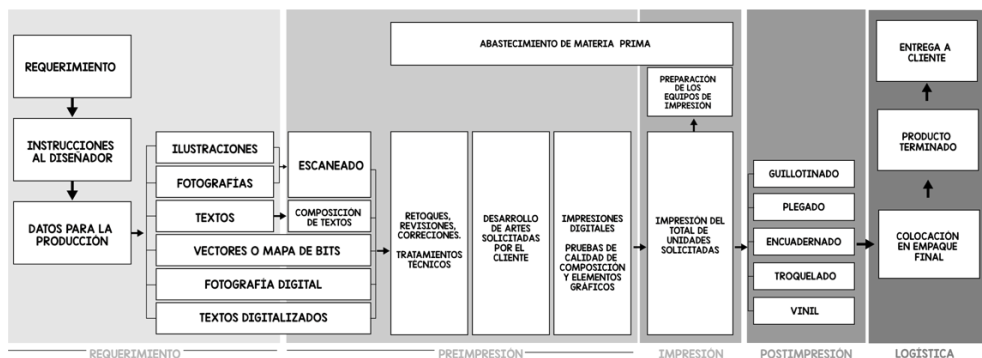 REQUERIMIENTO
INSTRUCCIONES
AL DISEÑADOR
DATOS PARA LA
PRODUCCIÓN
ILUSTRACIONES
FOTOGRAFÍAS
TEXTOS
VECTORES O MAPA DE BITS
FOTOGRAFÍA DIGITAL
TEXTOS DIGITALIZADOS
ESCANEADO
COMPOSICIÓN
DE TEXTOS
ABASTECIMIENTO DE MATERIA PRIMA
RETOQUES,
REVISIONES,
CORRECIONES.
TRATAMIENTOS
TÉCNICOS
DESARROLLO
DE ARTES
SOLICITADAS
POR EL
CLIENTE
IMPRESIONES
DIGITALES
PRUEBAS DE
CALIDAD DE
COMPOSICIÓN
Y ELEMENTOS
GRÁFICOS
PREPARACIÓN
DE LOS
EQUIPOS DE
IMPRESIÓN
IMPRESIÓN DEL
TOTAL DE
UNIDADES
SOLICITADAS
GUILLOTINADO
PLEGADO
ENCUADERNADO
TROQUELADO
VINIL
ENTREGA A
CLIENTE
PRODUCTO
TERMINADO
COLOCACIÓN
EN EMPAQUE
FINAL
REQUERIMIENTO
PREIMPRESIÓN
IMPRESIÓN
POSTIMPRESIÓN
LOGÍSTICA